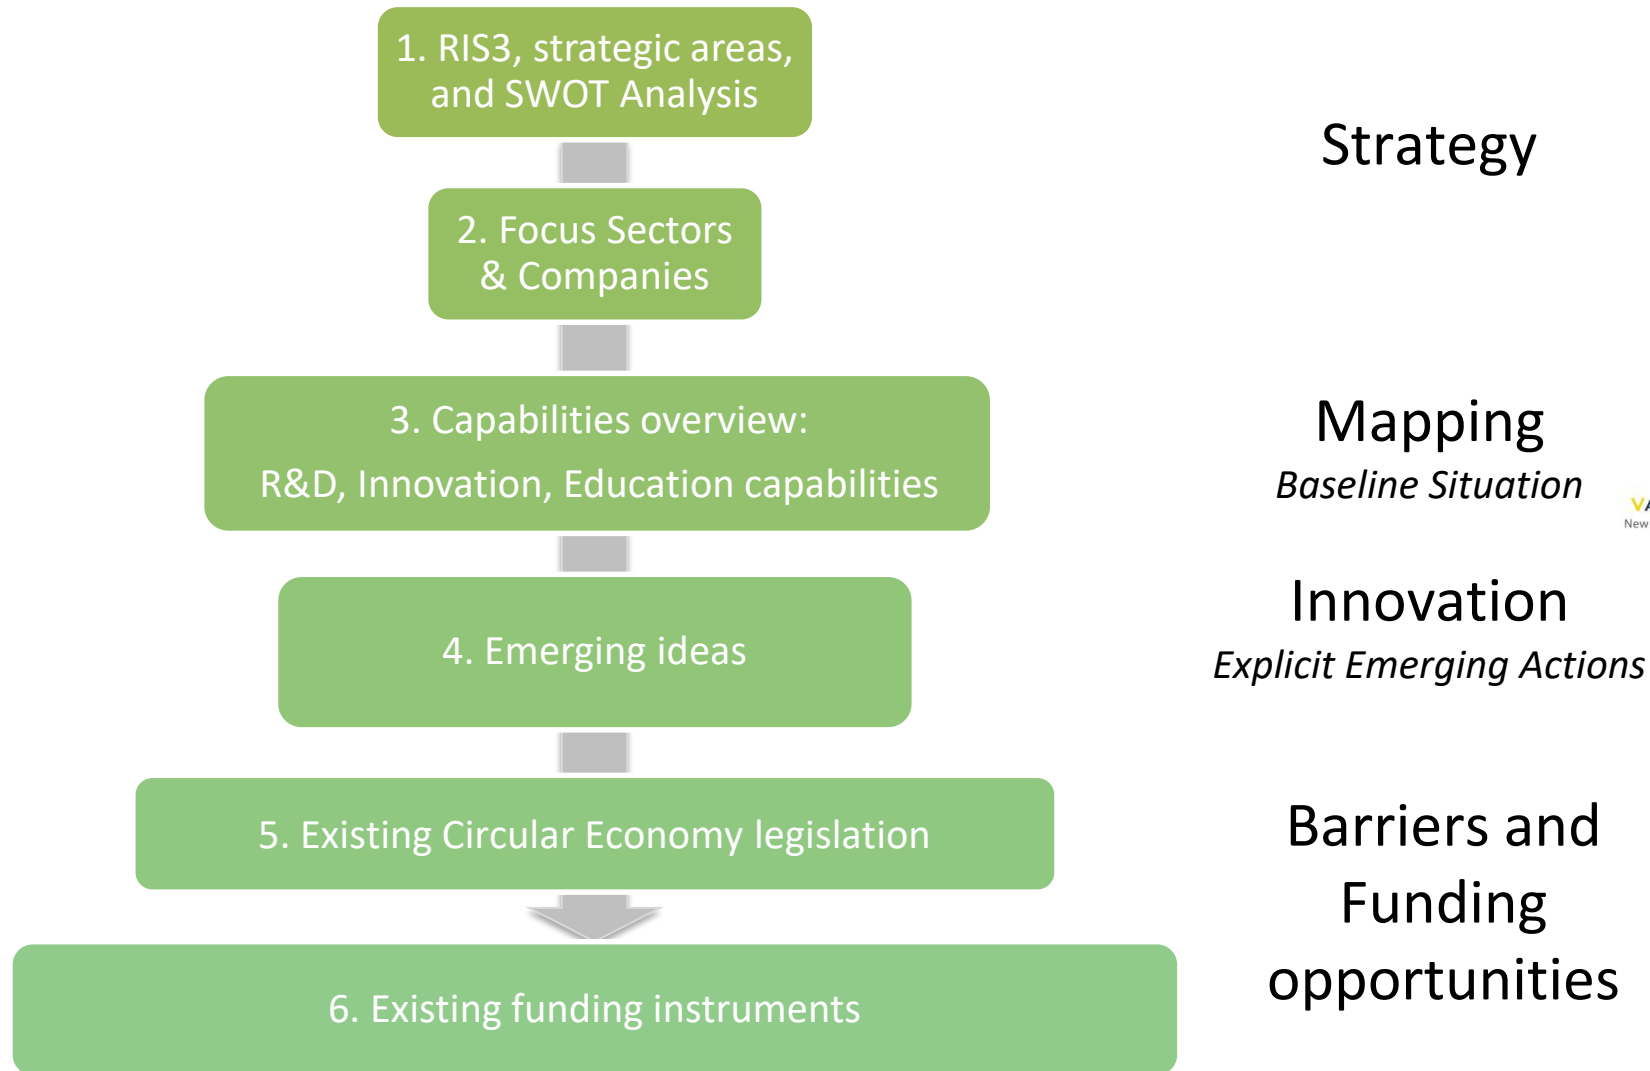 1. RIS3, strategic areas,
and SWOT Analysis
Strategy
2. Focus Sectors
& Companies
3. Capabilities overview:
R&D, Innovation, Education capabilities
Mapping
Baseline Situation
New
4. Emerging ideas
Innovation
Explicit Emerging Actions
5. Existing Circular Economy legislation
Barriers and
Funding
opportunities
6. Existing funding instruments